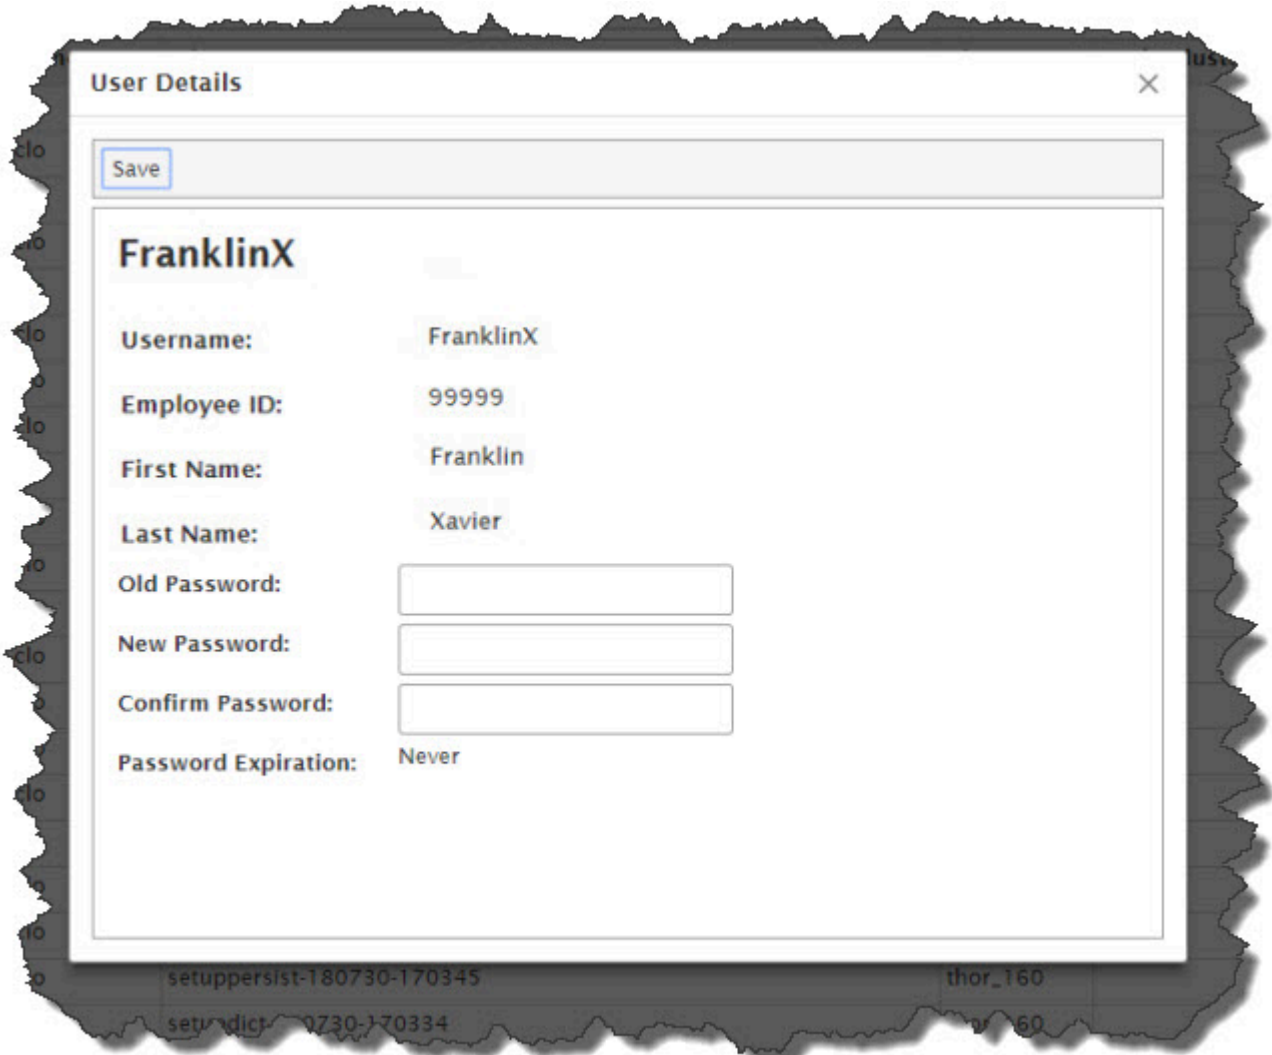 User Details
Save
FranklinX
Username: FranklinX
Employee ID: 99999
First Name: Franklin
Last Name: Xavier
Old Password:
New Password:
Confirm Password:
Password Expiration: Never
setuppersist-180730-170345 thor_160